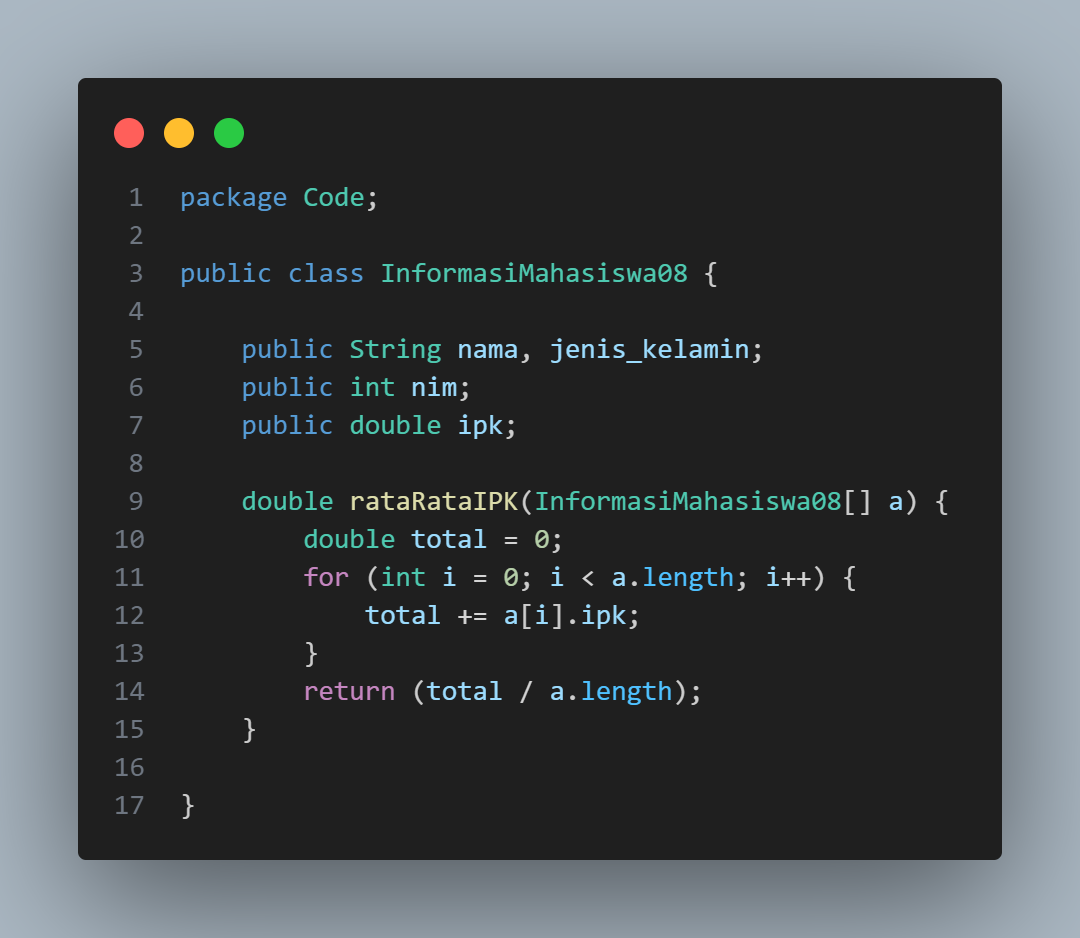 1 package Code;
2
3 public class InformasiMahasiswa08 {
4
5     public String nama, jenis_kelamin;
6     public int nim;
7     public double ipk;
8
9     double rataRataIPK(InformasiMahasiswa08[] a) {
10         double total = 0;
11         for (int i = 0; i < a.length; i++) {
12             total += a[i].ipk;
13         }
14         return (total / a.length);
15     }
16
17 }